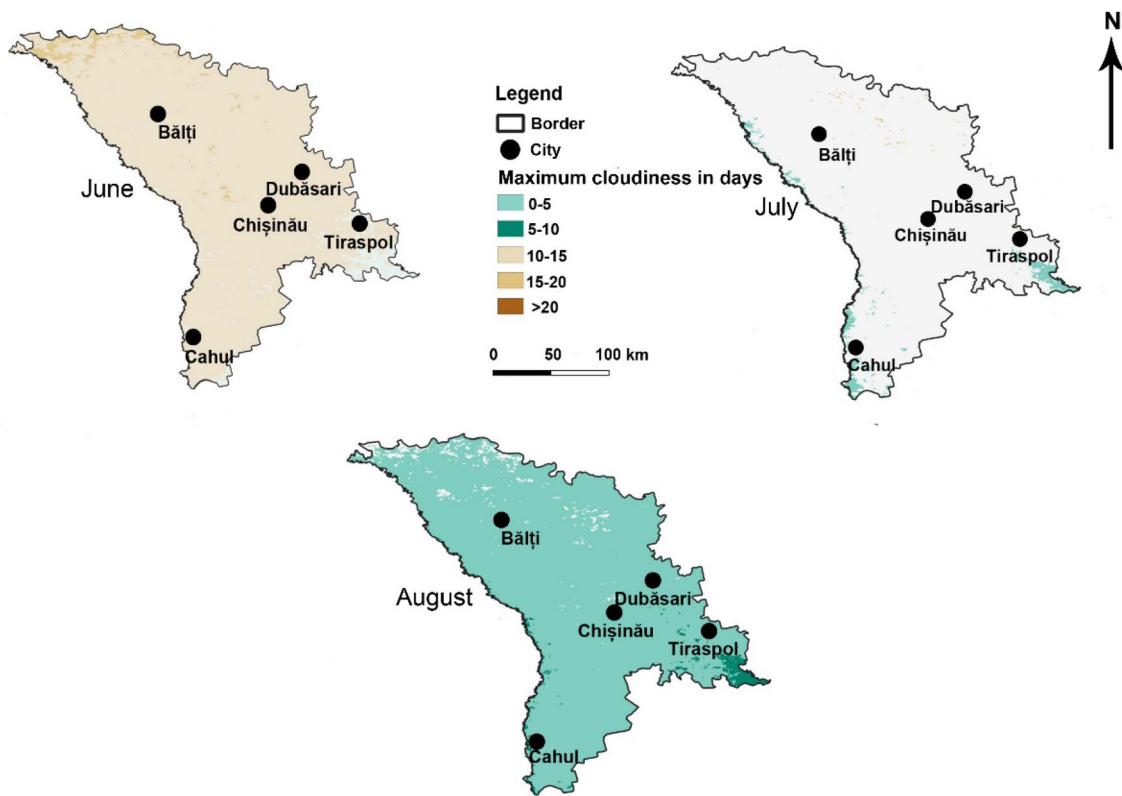 N
Legend
Border
City
Maximum cloudiness in days
0-5
5-10
10-15
15-20
>20
0 50 100 km
June
Bălți
Dubăsari
Chișinău
Tiraspol
Cahul
July
Bălți
Dubăsari
Chișinău
Tiraspol
Cahul
August
Bălți
Dubăsari
Chișinău
Tiraspol
Cahul